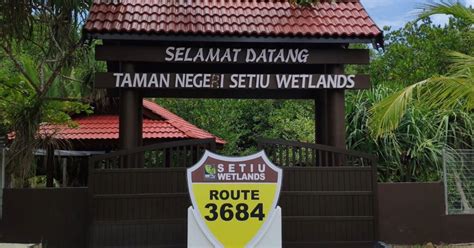 SELAMAT DATANG
TAMAN NEGERI SETIU WETLANDS
SETIU
WETLANDS
ROUTE
3684